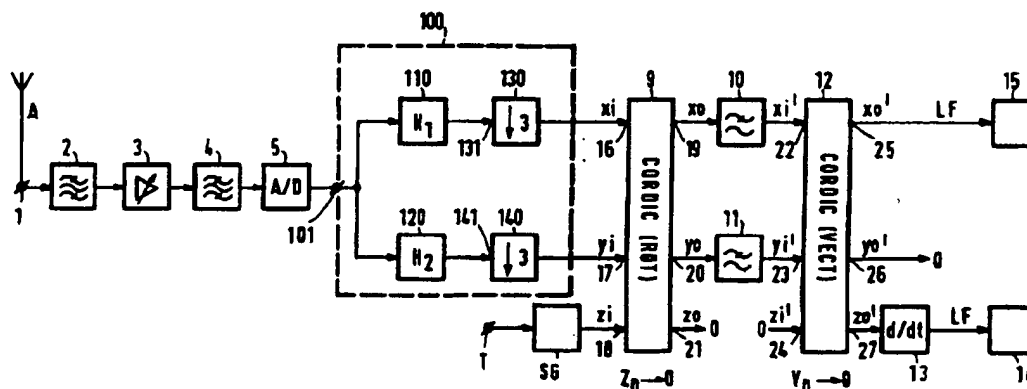 100
110
130
9
10
12
15
A
xi
xo
xi'
xo'
LF
2
3
4
5
H1
↓3
131
16
19
22
25
A/D
1
101
120
141
140
11
CORDIC (ROT)
CORDIC (VECT)
H2
↓3
yi
yo
yi'
yo'
0
17
20
23
26
zi
zo
0
0
zi'
zo'
d/dt
LF
T
SG
18
21
24
27
13
Zn→0
Yn→0